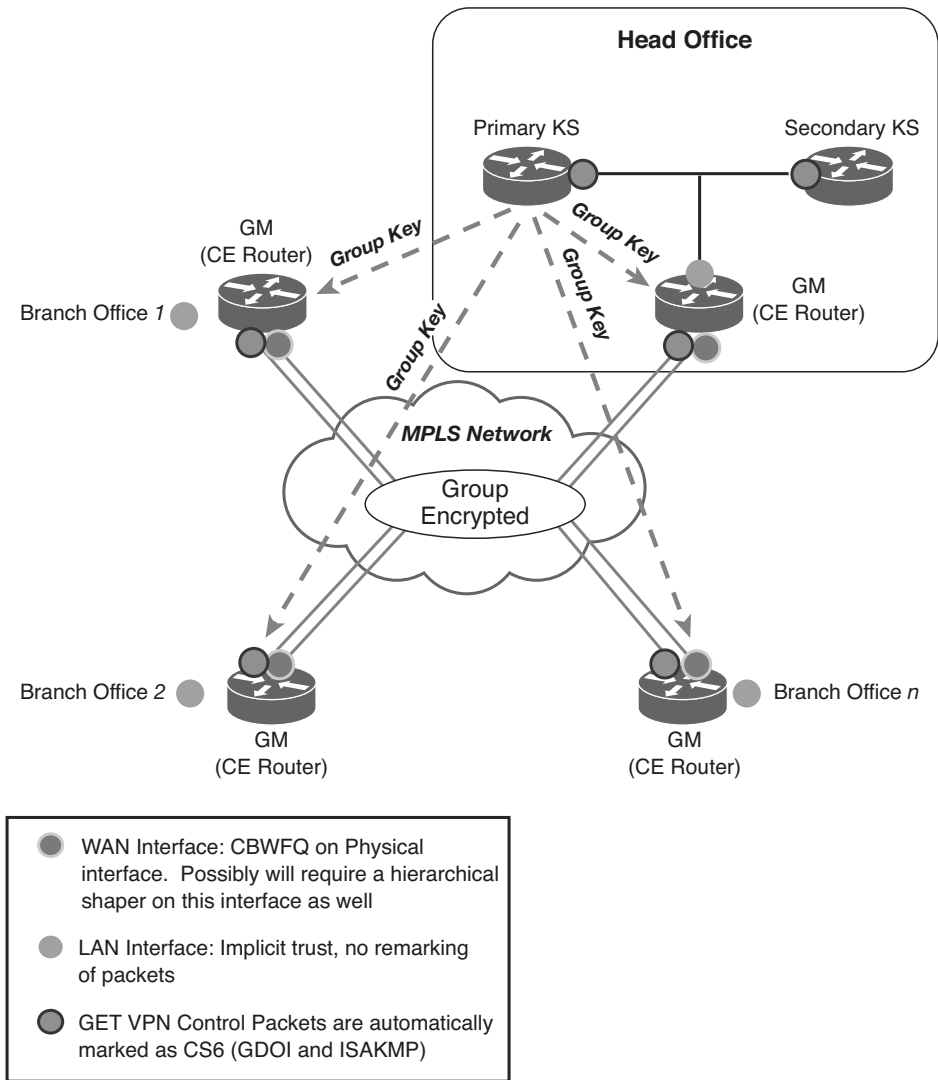 Head Office
Primary KS
Secondary KS
GM
(CE Router)
Group Key
Group Key
Group Key
Group Key
GM
(CE Router)
Branch Office 1
MPLS Network
Group
Encrypted
Branch Office 2
GM
(CE Router)
Branch Office n
GM
(CE Router)
WAN Interface: CBWFQ on Physical
interface. Possibly will require a hierarchical
shaper on this interface as well
LAN Interface: Implicit trust, no remarking
of packets
GET VPN Control Packets are automatically
marked as CS6 (GDOI and ISAKMP)